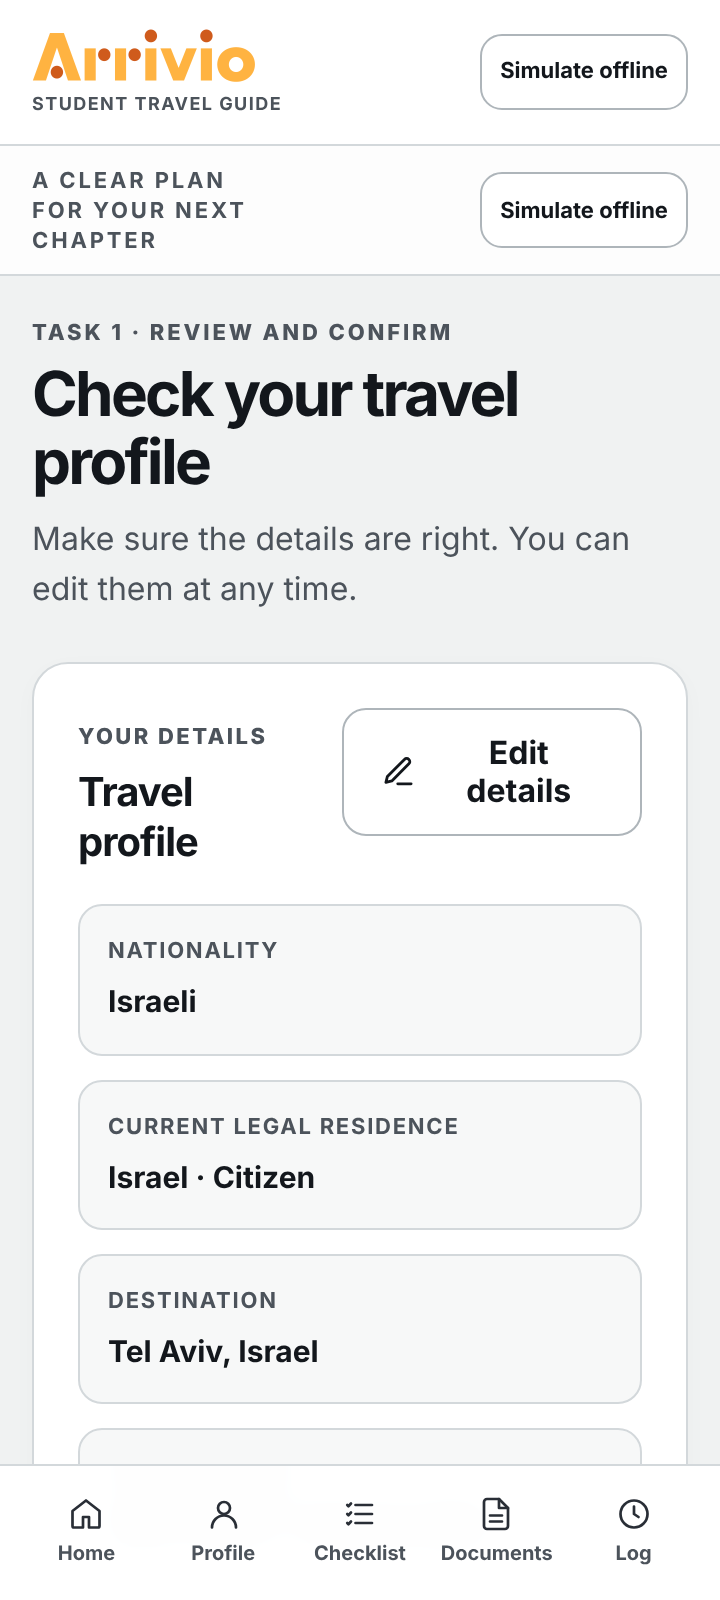 Arrivio
STUDENT TRAVEL GUIDE
Simulate offline
A CLEAR PLAN
FOR YOUR NEXT
CHAPTER
Simulate offline
TASK 1 · REVIEW AND CONFIRM
Check your travel
profile
Make sure the details are right. You can
edit them at any time.
YOUR DETAILS
Travel
profile
Edit
details
NATIONALITY
Israeli
CURRENT LEGAL RESIDENCE
Israel · Citizen
DESTINATION
Tel Aviv, Israel
Home
Profile
Checklist
Documents
Log